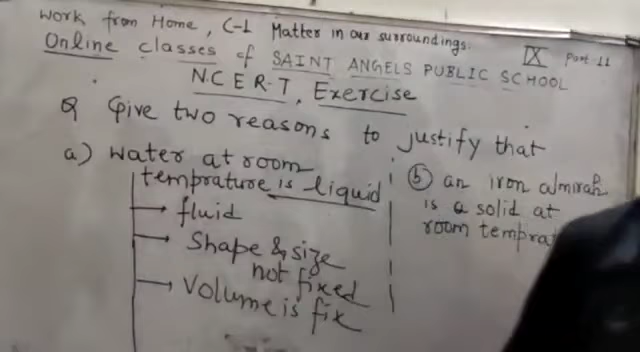 Work from Home, C-1 Matter in our surroundings.
IX Part 11
Online classes of SAINT ANGELS PUBLIC SCHOOL
N.C.E.R.T, Exercise
Q Give two reasons to justify that
a) Water at room
temprature is liquid
→ fluid
→ Shape & size
not fixed
→ Volume is fix
b) an iron almirah
is a solid at
room temprat